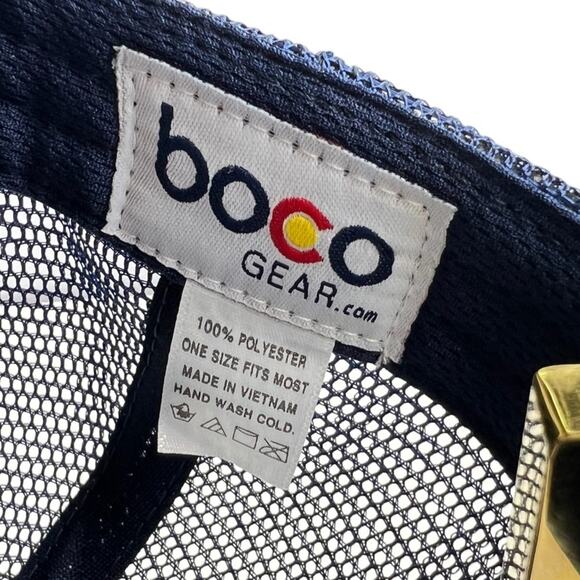 boco
GEAR.com
100% POLYESTER
ONE SIZE FITS MOST
MADE IN VIETNAM
HAND WASH COLD.